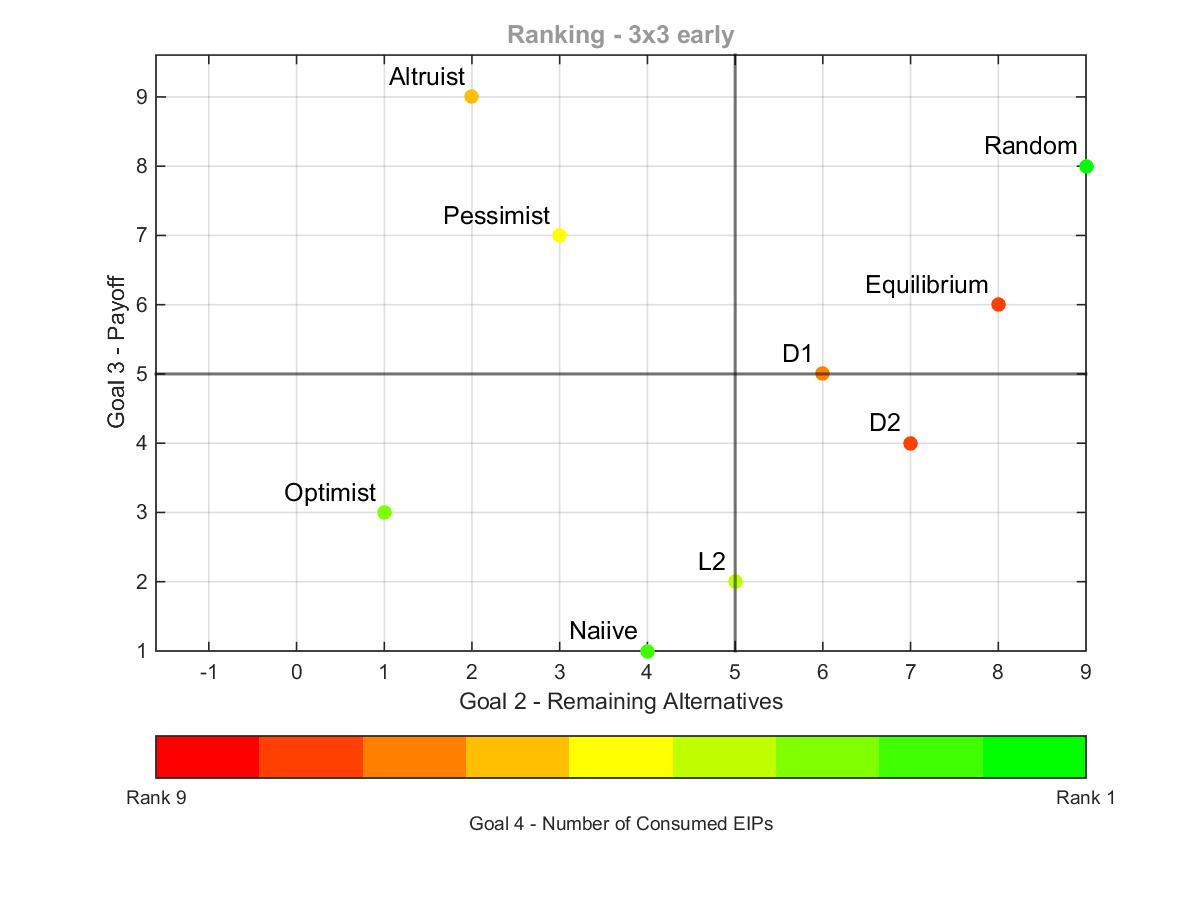 Ranking - 3x3 early
Altruist
Random
Pessimist
Equilibrium
D1
D2
Optimist
L2
Naiive
9
8
7
6
5
4
3
2
1
Goal 3 - Payoff
-1 0 1 2 3 4 5 6 7 8 9
Goal 2 - Remaining Alternatives
Rank 9 Rank 1
Goal 4 - Number of Consumed EIPs